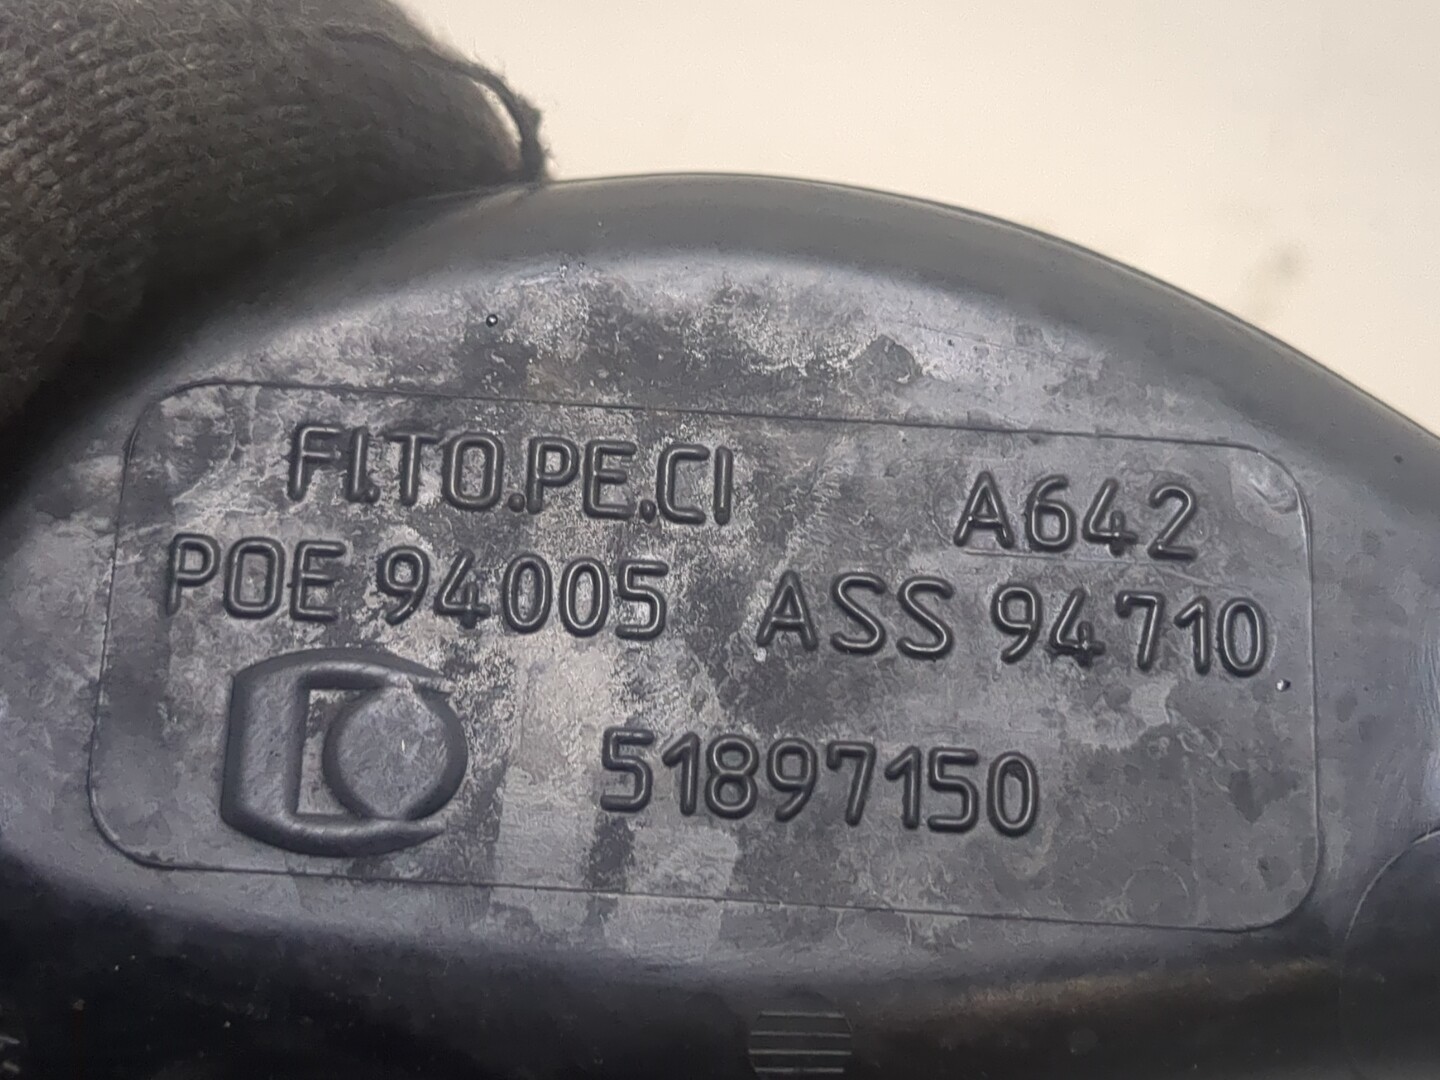 FI.TO.PE.CI A642
POE 94005 ASS 94710
51897150